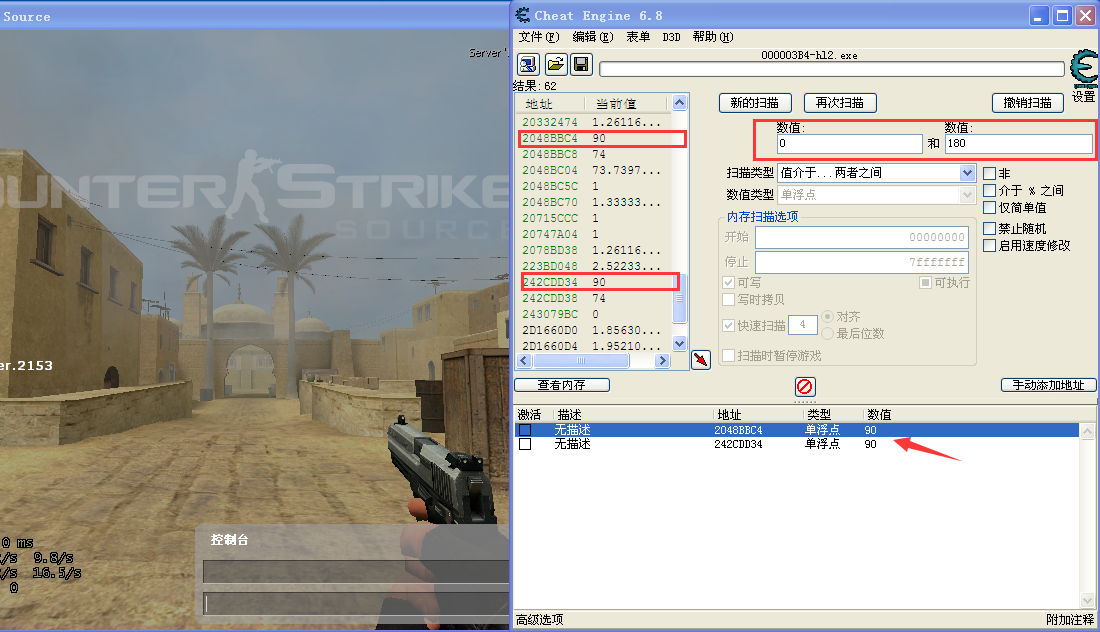 Source
Server '.
OUNTER STRIKE
SOURCE
er.2153
0 ms
/s 9.8/s
/s 16.5/s
0
控制台
Cheat Engine 6.8
文件(F) 编辑(E) 表单 D3D 帮助(H)
000003B4-hl2.exe
结果:62
设置
地址 当前值
20332474 1.26116...
2048BBC4 90
2048BBC8 74
2048BC04 73.7397...
2048BC5C 1
2048BC70 1.33333...
20715CCC 1
20747A04 1
2078BD38 1.26116...
223BD048 2.52233...
242CDD34 90
242CDD38 74
243079BC 0
2D1660D0 1.85630...
2D1660D4 1.95210...
新的扫描 再次扫描 撤销扫描
数值: 数值:
0 和 180
扫描类型 值介于...两者之间
数值类型 单浮点
非
介于 % 之间
仅简单值
禁止随机
启用速度修改
内存扫描选项
开始 00000000
停止 7fffffff
可写 可执行
写时拷贝
快速扫描 4 对齐
最后位数
扫描时暂停游戏
查看内存 手动添加地址
激活 描述 地址 类型 数值
无描述 2048BBC4 单浮点 90
无描述 242CDD34 单浮点 90
高级选项 附加注释